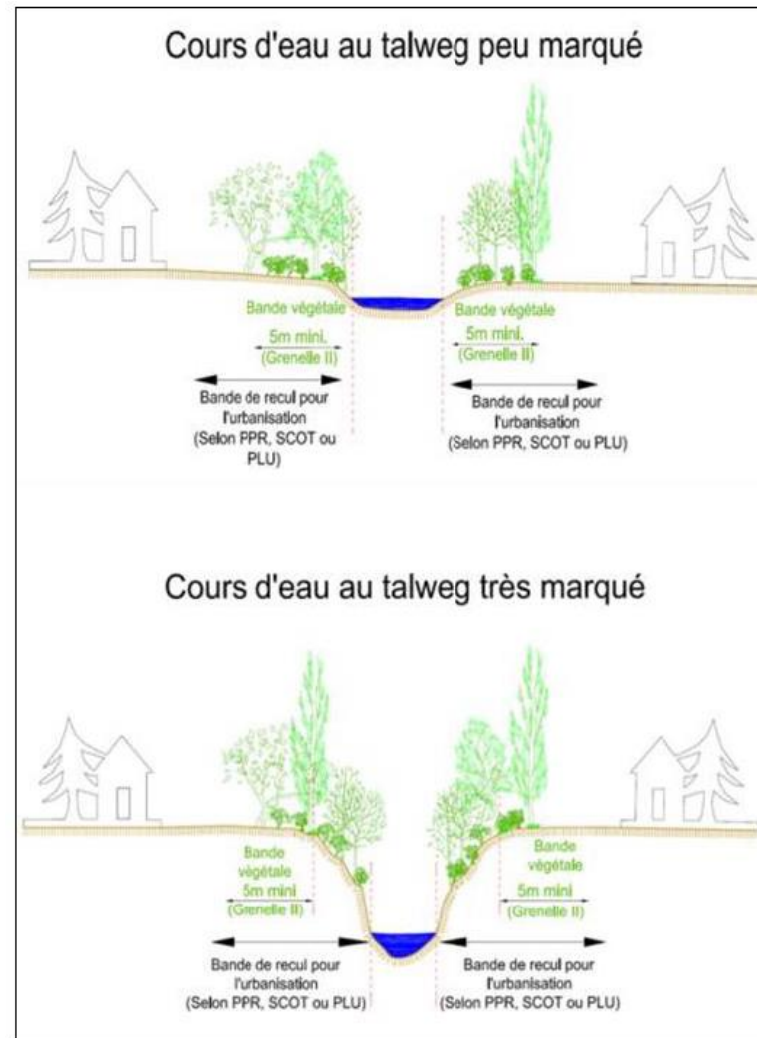 Cours d'eau au talweg peu marqué
Bande végétale
5m mini.
(Grenelle II)
Bande de recul pour
l'urbanisation
(Selon PPR, SCOT ou
PLU)
Bande végétale
5m mini.
(Grenelle II)
Bande de recul pour
l'urbanisation
(Selon PPR, SCOT ou PLU)
Cours d'eau au talweg très marqué
Bande
végétale
5m mini
(Grenelle II)
Bande de recul pour
l'urbanisation
(Selon PPR, SCOT ou PLU)
Bande
végétale
5m mini
(Grenelle II)
Bande de recul pour
l'urbanisation
(Selon PPR, SCOT ou PLU)